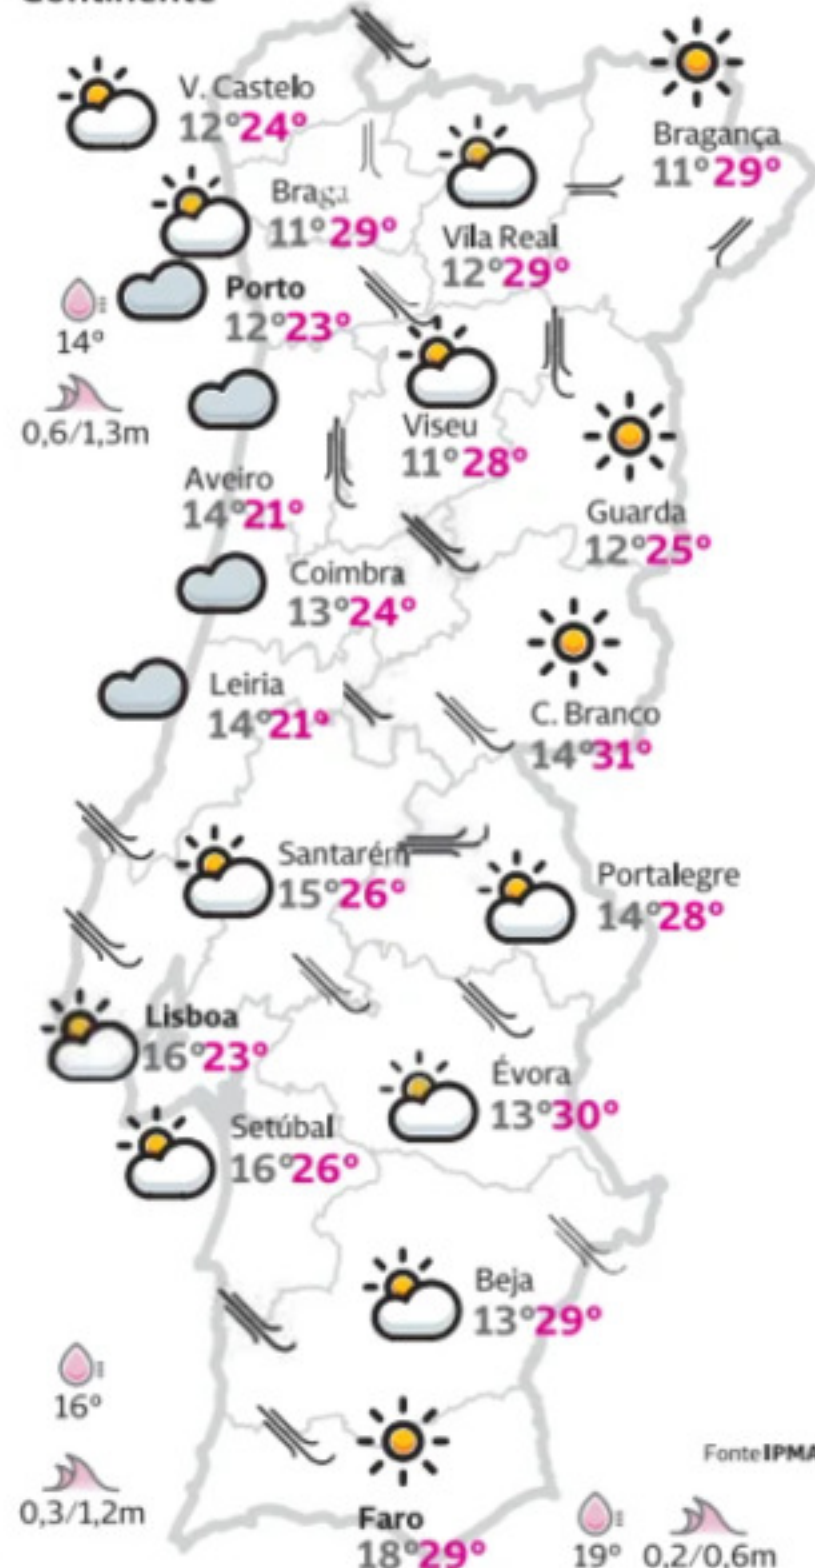 Continente
V. Castelo
12° 24°
Bragança
11° 29°
Braga
11° 29°
Vila Real
12° 29°
Porto
12° 23°
14°
0,6/1,3m
Viseu
11° 28°
Aveiro
14° 21°
Guarda
12° 25°
Coimbra
13° 24°
Leiria
14° 21°
C. Branco
14° 31°
Santarém
15° 26°
Portalegre
14° 28°
Lisboa
16° 23°
Évora
13° 30°
Setúbal
16° 26°
Beja
13° 29°
16°
0,3/1,2m
Fonte IPMA
Faro
18° 29°
19° 0,2/0,6m